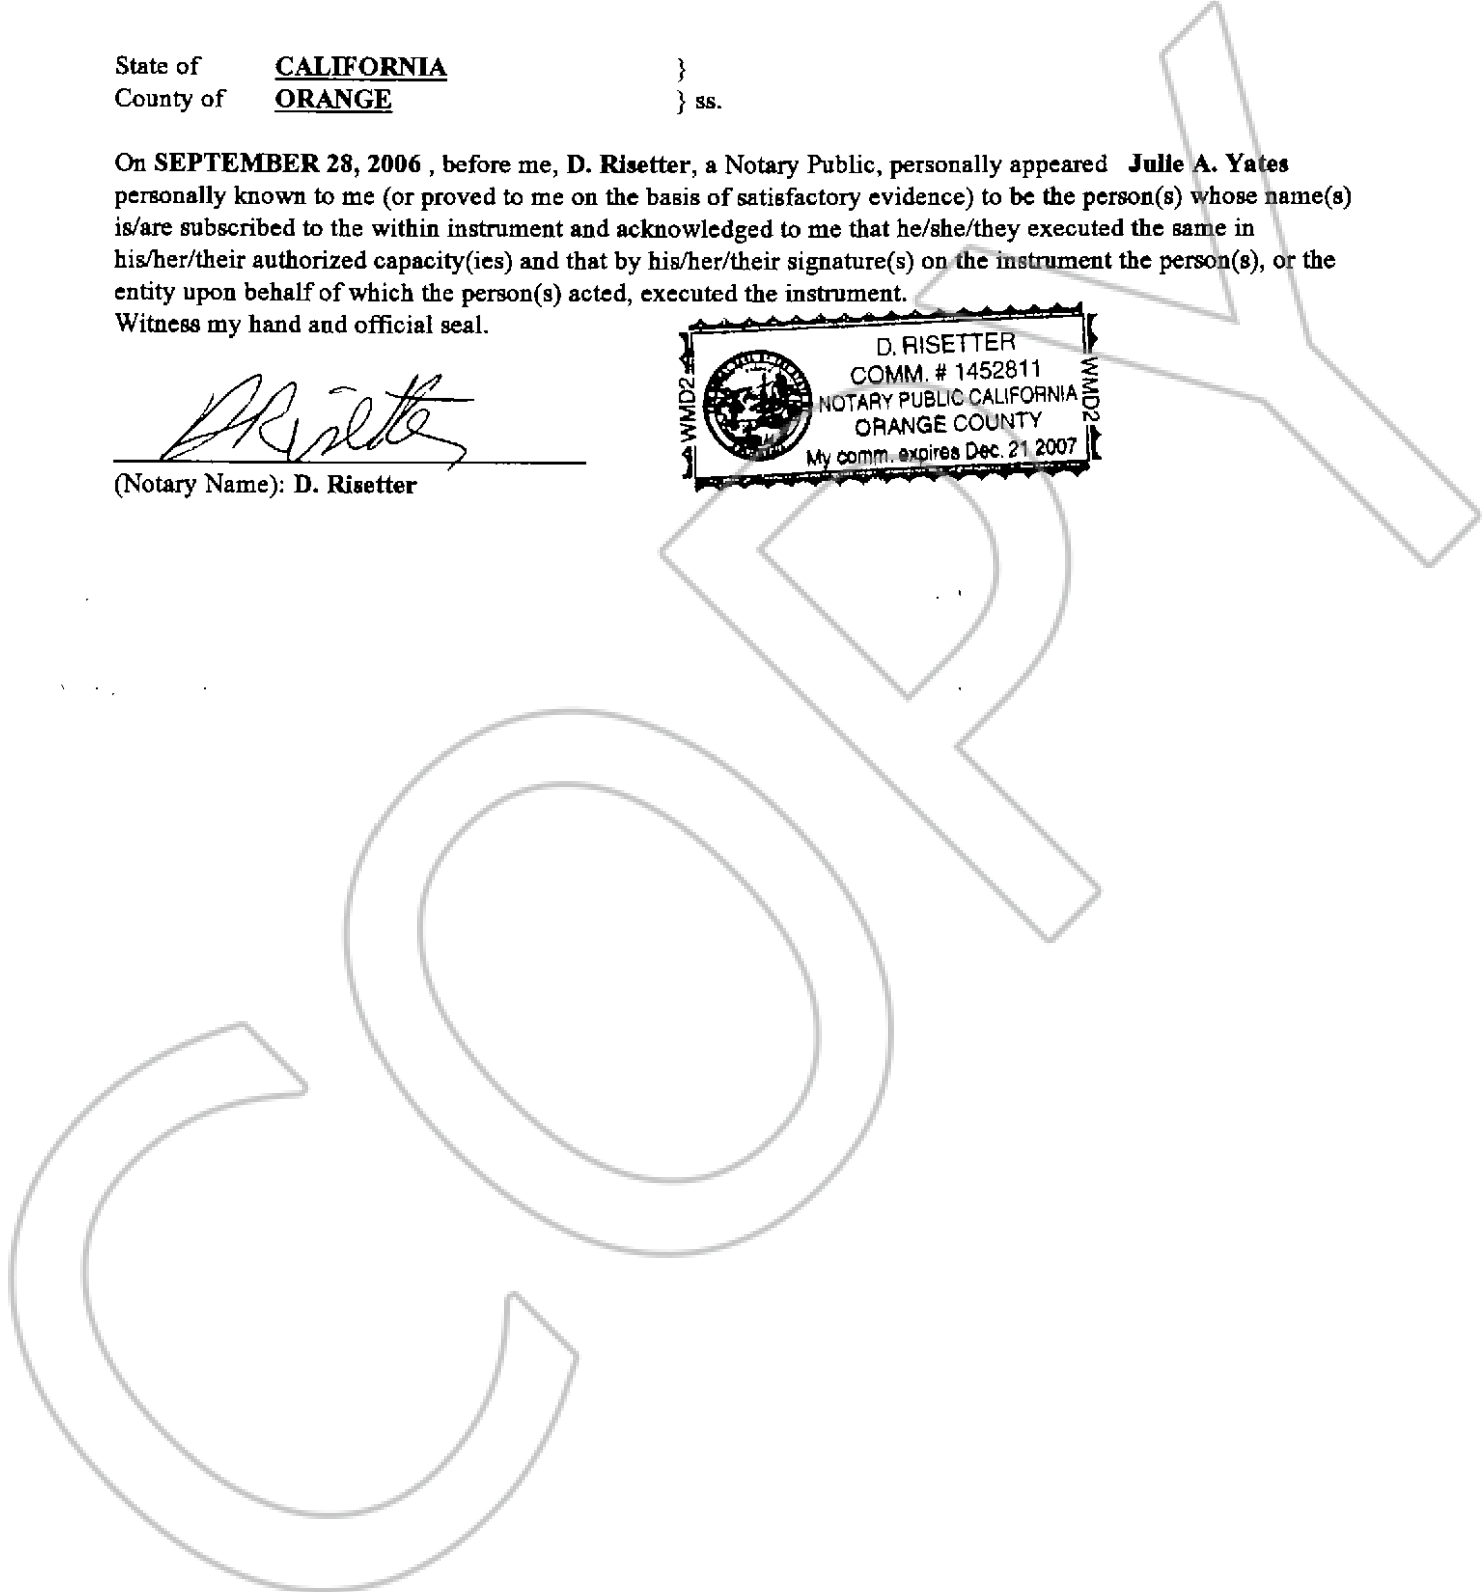 State of CALIFORNIA }
County of ORANGE } ss.
On SEPTEMBER 28, 2006 , before me, D. Risetter, a Notary Public, personally appeared Julie A. Yates
personally known to me (or proved to me on the basis of satisfactory evidence) to be the person(s) whose name(s)
is/are subscribed to the within instrument and acknowledged to me that he/she/they executed the same in
his/her/their authorized capacity(ies) and that by his/her/their signature(s) on the instrument the person(s), or the
entity upon behalf of which the person(s) acted, executed the instrument.
Witness my hand and official seal.
D Risetter
(Notary Name): D. Risetter
WMD2
D. RISETTER
COMM. # 1452811
NOTARY PUBLIC CALIFORNIA
ORANGE COUNTY
My comm. expires Dec. 21 2007
WMD2
COPY